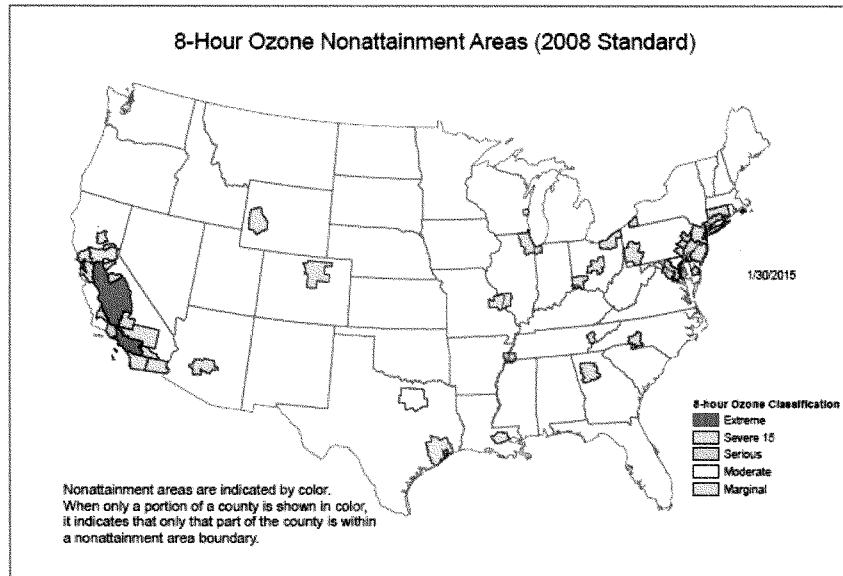 8-Hour Ozone Nonattainment Areas (2008 Standard)
1/30/2015
8-hour Ozone Classification
Extreme
Severe 15
Serious
Moderate
Marginal
Nonattainment areas are indicated by color.
When only a portion of a county is shown in color,
it indicates that only that part of the county is within
a nonattainment area boundary.